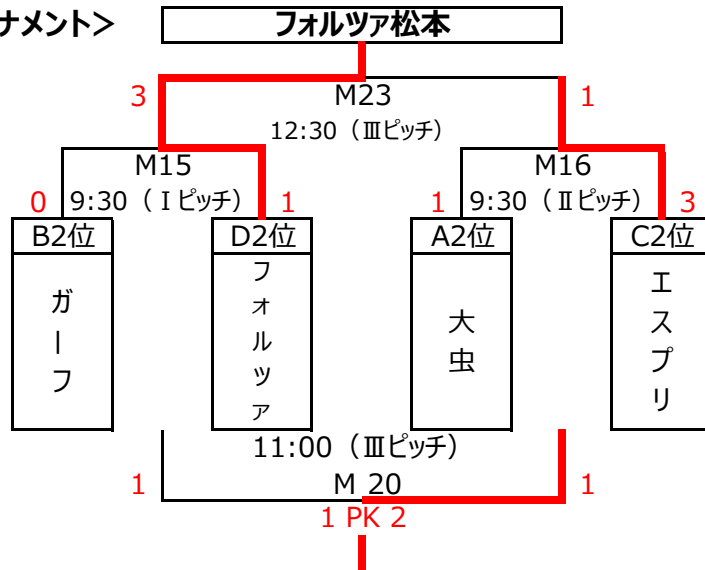 ナメント＞
フォルツァ松本
3 M23 1
12:30（Ⅲピッチ）
M15 M16
0 9:30（Ⅰピッチ） 1 1 9:30（Ⅱピッチ） 3
B2位 D2位 A2位 C2位
ガーフ フォルツァ 大虫 エスプリ
11:00（Ⅲピッチ）
1 M 20 1
1 PK 2